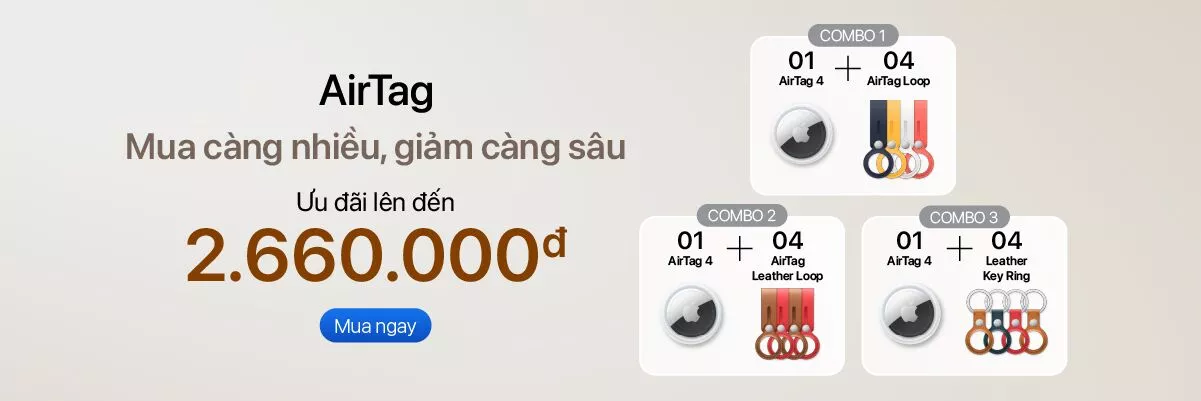 AirTag
Mua càng nhiều, giảm càng sâu
Ưu đãi lên đến
2.660.000đ
Mua ngay
COMBO 1
01 + 04
AirTag 4 AirTag Loop
COMBO 2
01 + 04
AirTag 4 AirTag
Leather Loop
COMBO 3
01 + 04
AirTag 4 Leather
Key Ring